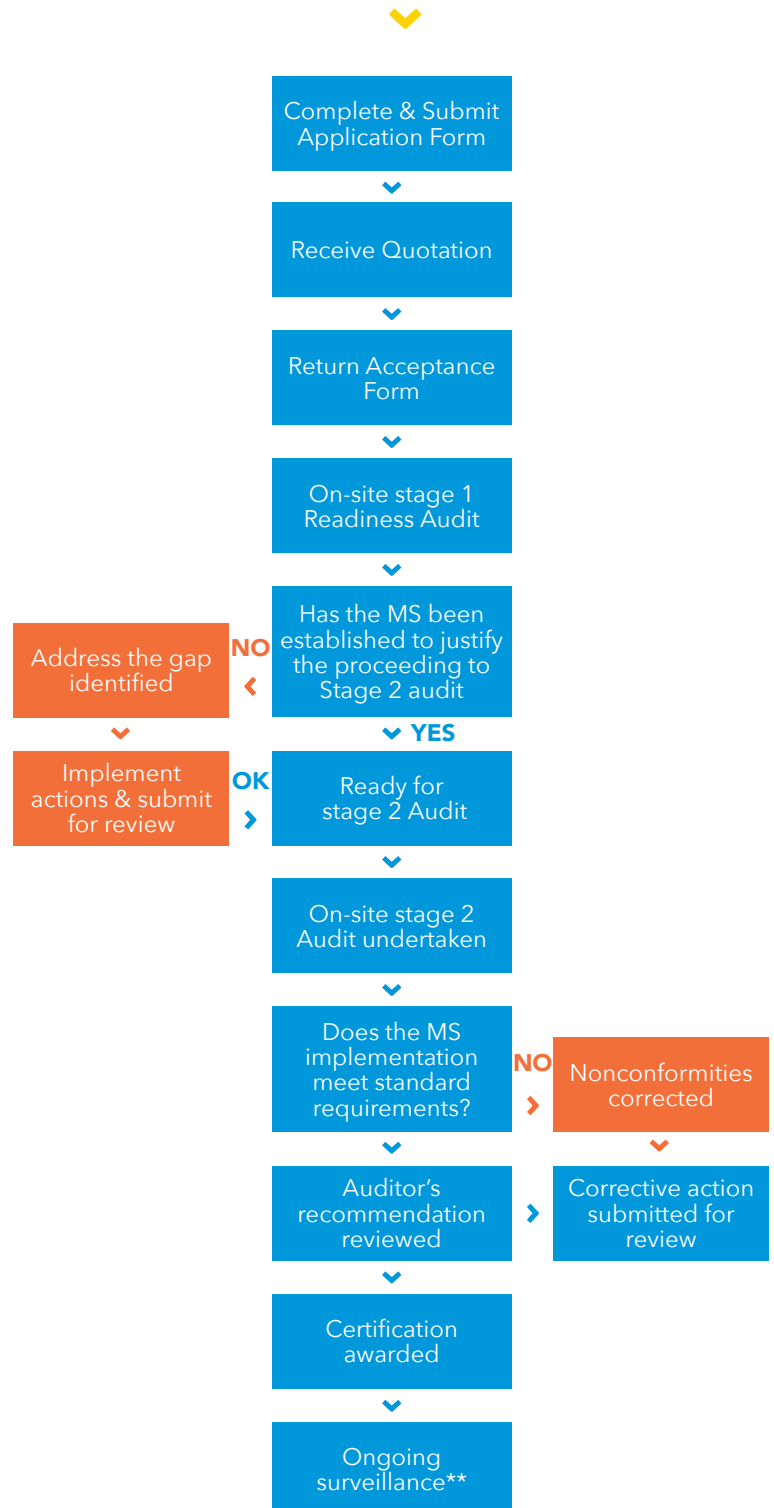 Complete & Submit
Application Form
Receive Quotation
Return Acceptance
Form
On-site stage 1
Readiness Audit
Has the MS been
established to justify
the proceeding to
Stage 2 audit
NO
Address the gap
identified
YES
Implement
actions & submit
for review
OK
Ready for
stage 2 Audit
On-site stage 2
Audit undertaken
Does the MS
implementation
meet standard
requirements?
NO
Nonconformities
corrected
Auditor’s
recommendation
reviewed
Corrective action
submitted for
review
Certification
awarded
Ongoing
surveillance**